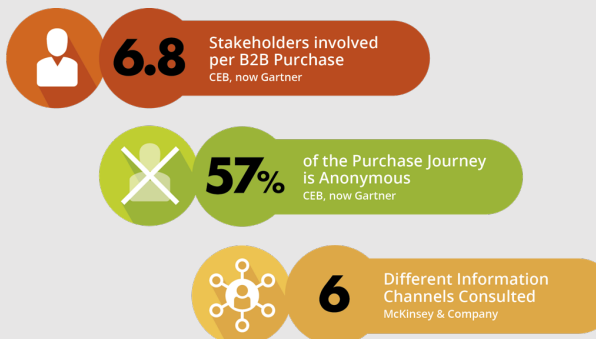 6.8
Stakeholders involved
per B2B Purchase
CEB, now Gartner
57%
of the Purchase Journey
is Anonymous
CEB, now Gartner
6
Different Information
Channels Consulted
McKinsey & Company